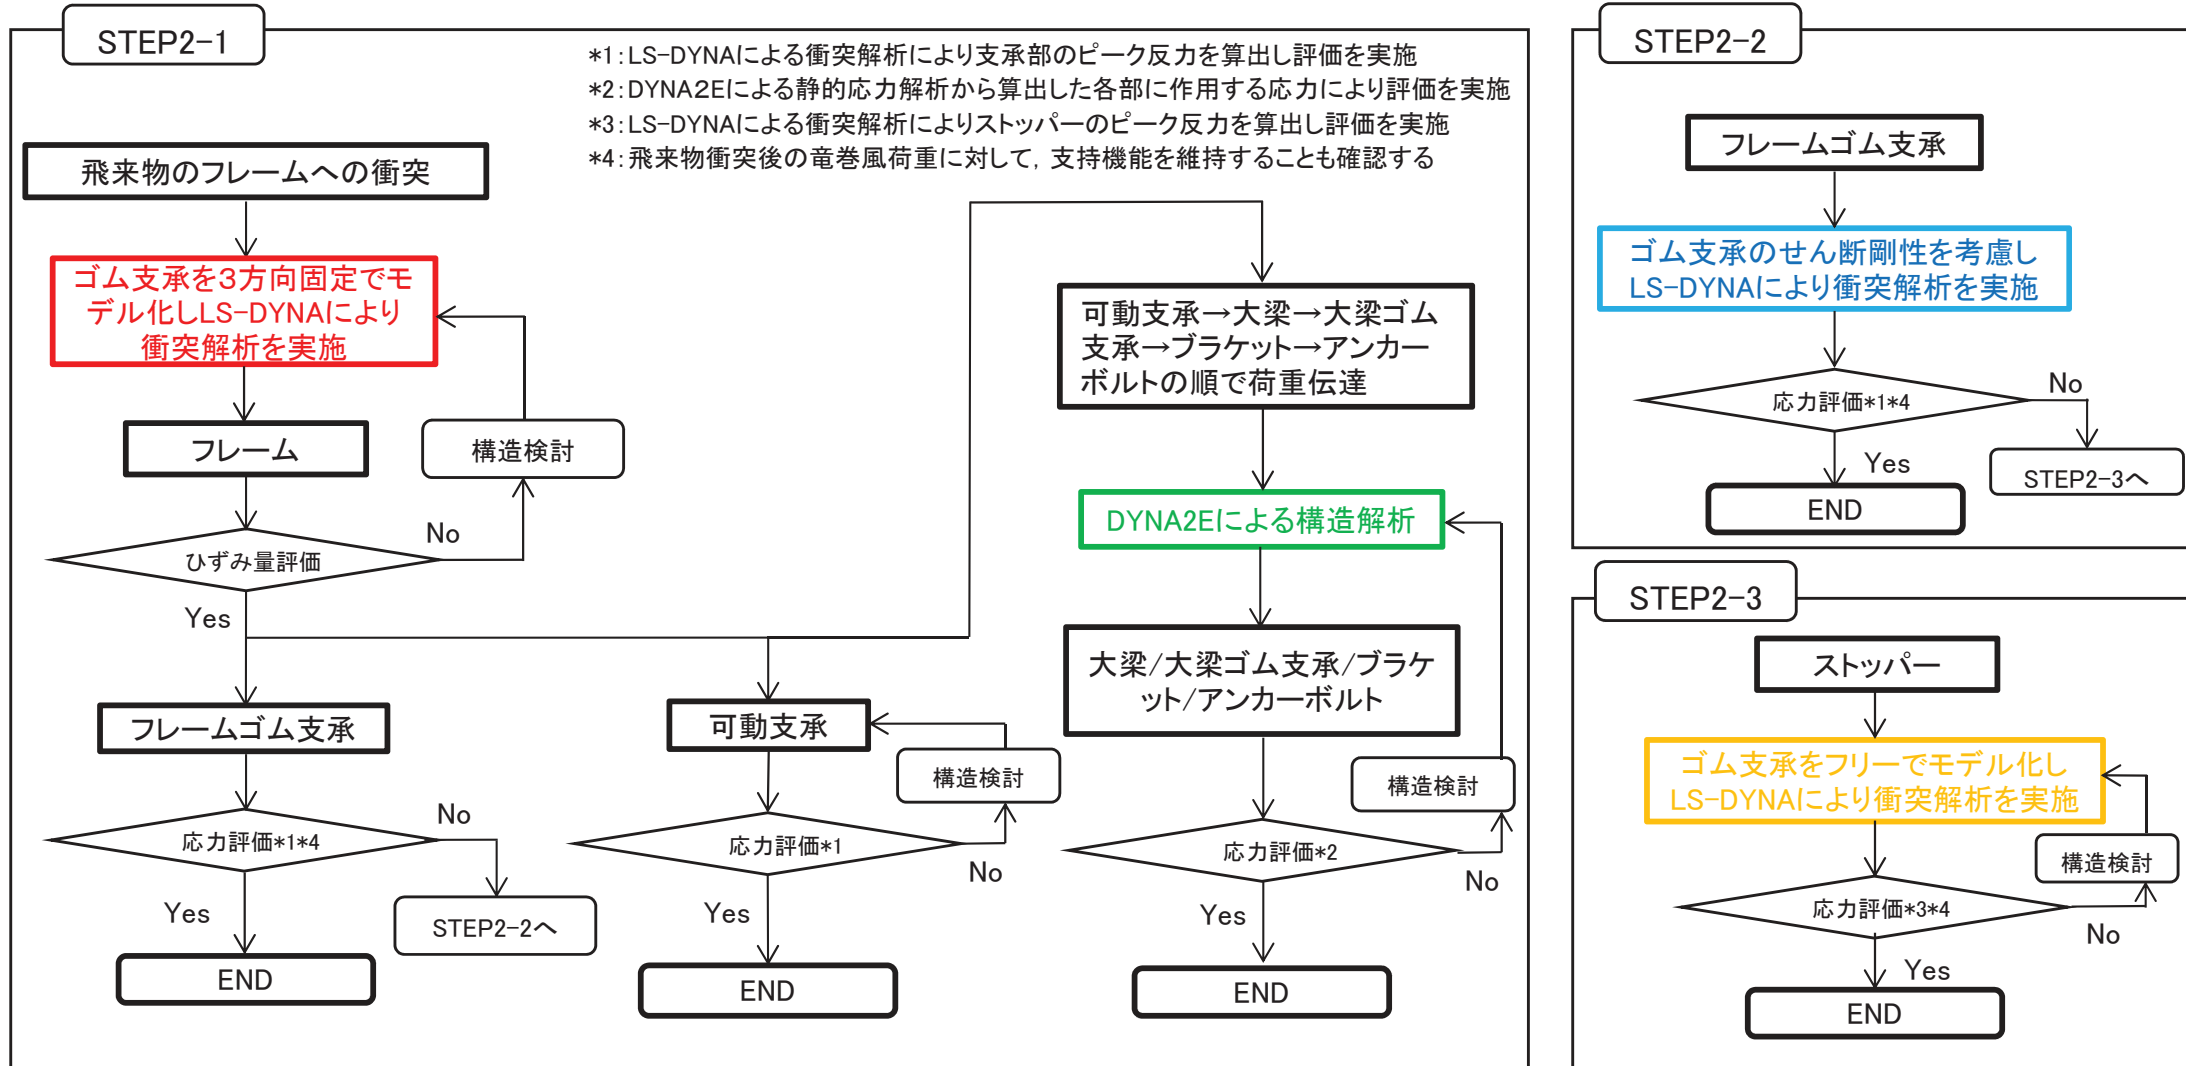 STEP2-1
*1:LS-DYNAによる衝突解析により支承部のピーク反力を算出し評価を実施
*2:DYNA2Eによる静的応力解析から算出した各部に作用する応力により評価を実施
*3:LS-DYNAによる衝突解析によりストッパーのピーク反力を算出し評価を実施
*4:飛来物衝突後の竜巻風荷重に対して,支持機能を維持することも確認する
飛来物のフレームへの衝突
ゴム支承を3方向固定でモ
デル化しLS-DYNAにより
衝突解析を実施
フレーム
構造検討
ひずみ量評価
No
Yes
フレームゴム支承
応力評価*1*4
No
Yes
STEP2-2へ
END
可動支承
構造検討
応力評価*1
No
Yes
END
可動支承→大梁→大梁ゴム
支承→ブラケット→アンカー
ボルトの順で荷重伝達
DYNA2Eによる構造解析
大梁/大梁ゴム支承/ブラケ
ット/アンカーボルト
構造検討
応力評価*2
No
Yes
END
STEP2-2
フレームゴム支承
ゴム支承のせん断剛性を考慮し
LS-DYNAにより衝突解析を実施
応力評価*1*4
No
Yes
STEP2-3へ
END
STEP2-3
ストッパー
ゴム支承をフリーでモデル化し
LS-DYNAにより衝突解析を実施
構造検討
応力評価*3*4
No
Yes
END